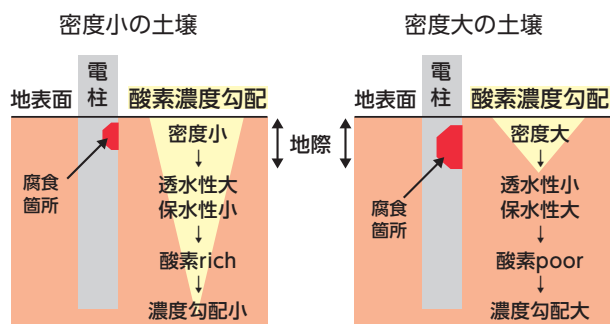 密度小の土壌
地表面
電柱
酸素濃度勾配
密度小
↓
透水性大
保水性小
↓
酸素rich
↓
濃度勾配小
腐食
箇所
地際
密度大の土壌
地表面
電柱
酸素濃度勾配
密度大
↓
透水性小
保水性大
↓
酸素poor
↓
濃度勾配大
腐食
箇所